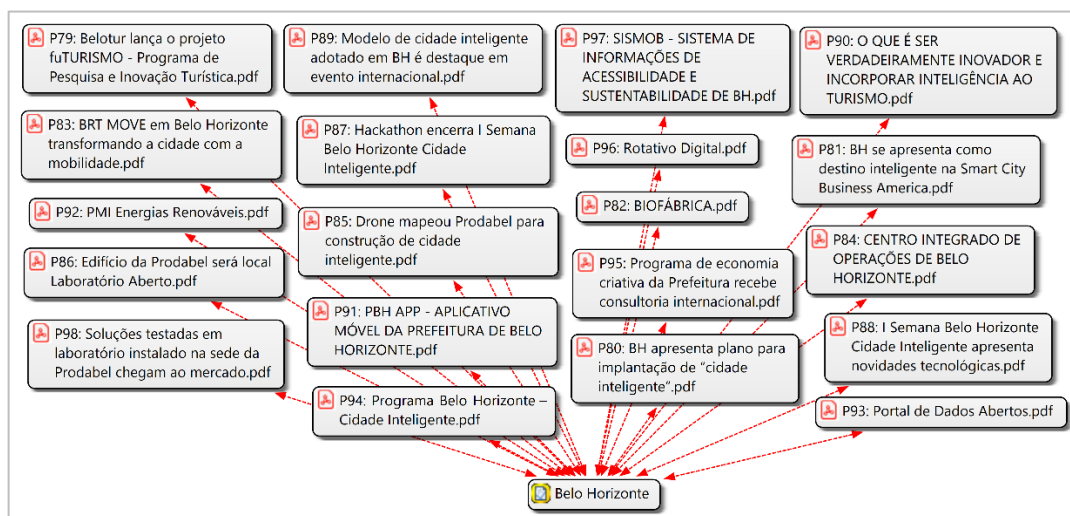 P79: Belotur lança o projeto
fuTURISMO - Programa de
Pesquisa e Inovação Turística.pdf
P89: Modelo de cidade inteligente
adotado em BH é destaque em
evento internacional.pdf
P97: SISMOB - SISTEMA DE
INFORMAÇÕES DE
ACESSIBILIDADE E
SUSTENTABILIDADE DE BH.pdf
P90: O QUE É SER
VERDADEIRAMENTE INOVADOR E
INCORPORAR INTELIGÊNCIA AO
TURISMO.pdf
P83: BRT MOVE em Belo Horizonte
transformando a cidade com a
mobilidade.pdf
P87: Hackathon encerra I Semana
Belo Horizonte Cidade
Inteligente.pdf
P96: Rotativo Digital.pdf
P81: BH se apresenta como
destino inteligente na Smart City
Business America.pdf
P92: PMI Energias Renováveis.pdf
P85: Drone mapeou Prodabel para
construção de cidade
inteligente.pdf
P82: BIOFÁBRICA.pdf
P84: CENTRO INTEGRADO DE
OPERAÇÕES DE BELO
HORIZONTE.pdf
P86: Edifício da Prodabel será local
Laboratório Aberto.pdf
P95: Programa de economia
criativa da Prefeitura recebe
consultoria internacional.pdf
P91: PBH APP - APLICATIVO
MÓVEL DA PREFEITURA DE BELO
HORIZONTE.pdf
P98: Soluções testadas em
laboratório instalado na sede da
Prodabel chegam ao mercado.pdf
P80: BH apresenta plano para
implantação de “cidade
inteligente”.pdf
P88: I Semana Belo Horizonte
Cidade Inteligente apresenta
novidades tecnológicas.pdf
P94: Programa Belo Horizonte –
Cidade Inteligente.pdf
P93: Portal de Dados Abertos.pdf
Belo Horizonte